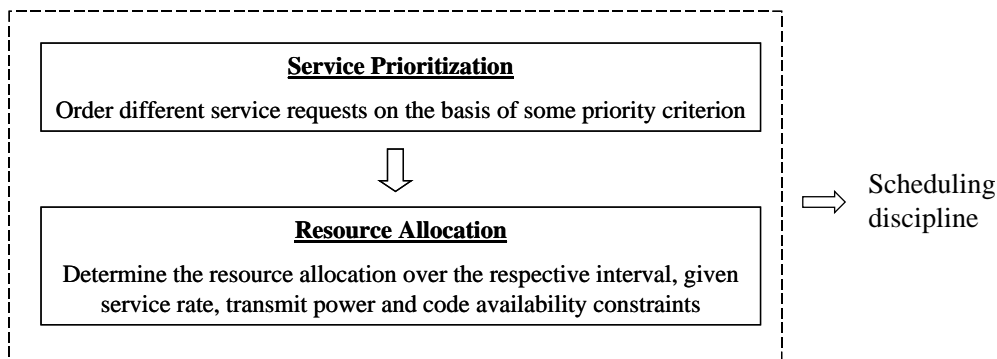 Service Prioritization
Order different service requests on the basis of some priority criterion
Resource Allocation
Determine the resource allocation over the respective interval, given
service rate, transmit power and code availability constraints
Scheduling
discipline